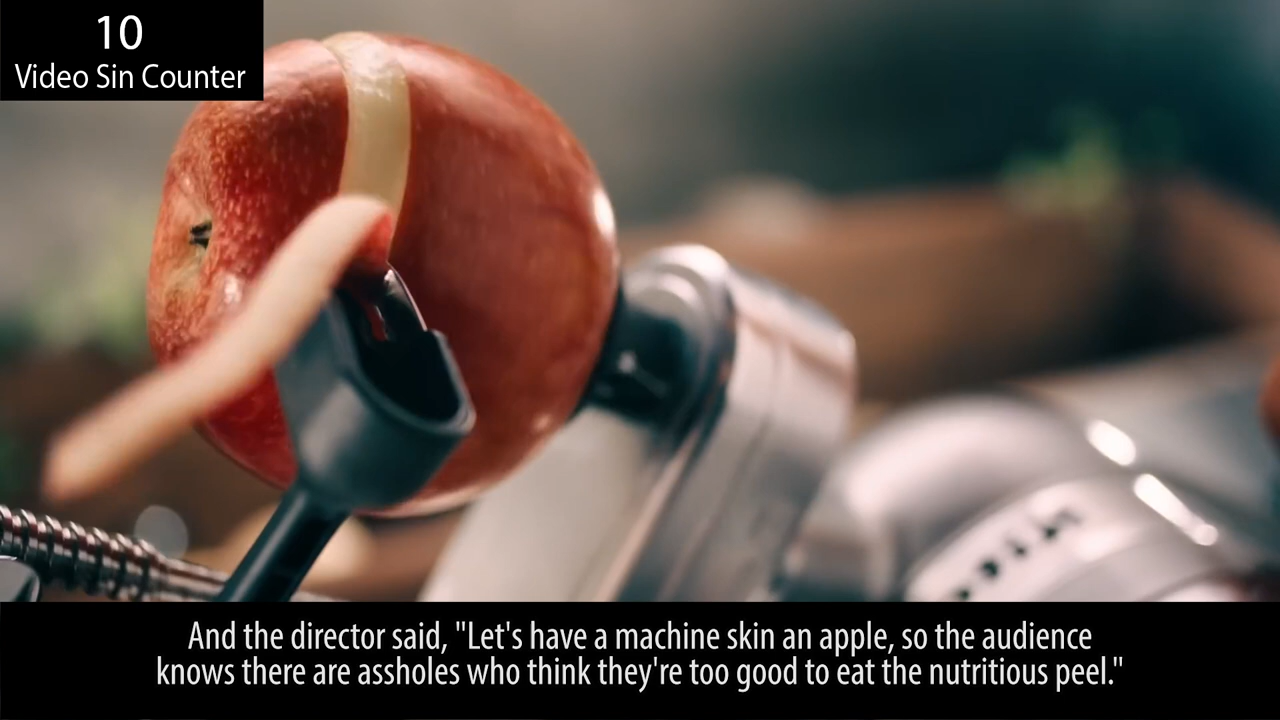 10
Video Sin Counter
And the director said, "Let's have a machine skin an apple, so the audience
knows there are assholes who think they're too good to eat the nutritious peel."